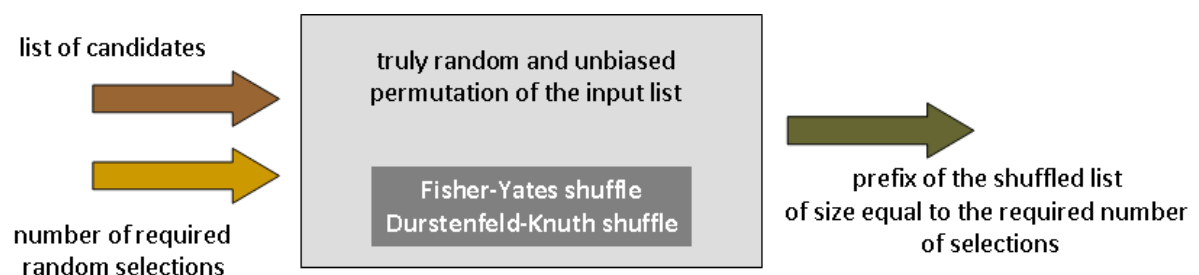 list of candidates
number of required
random selections
truly random and unbiased
permutation of the input list
Fisher-Yates shuffle
Durstenfeld-Knuth shuffle
prefix of the shuffled list
of size equal to the required number
of selections